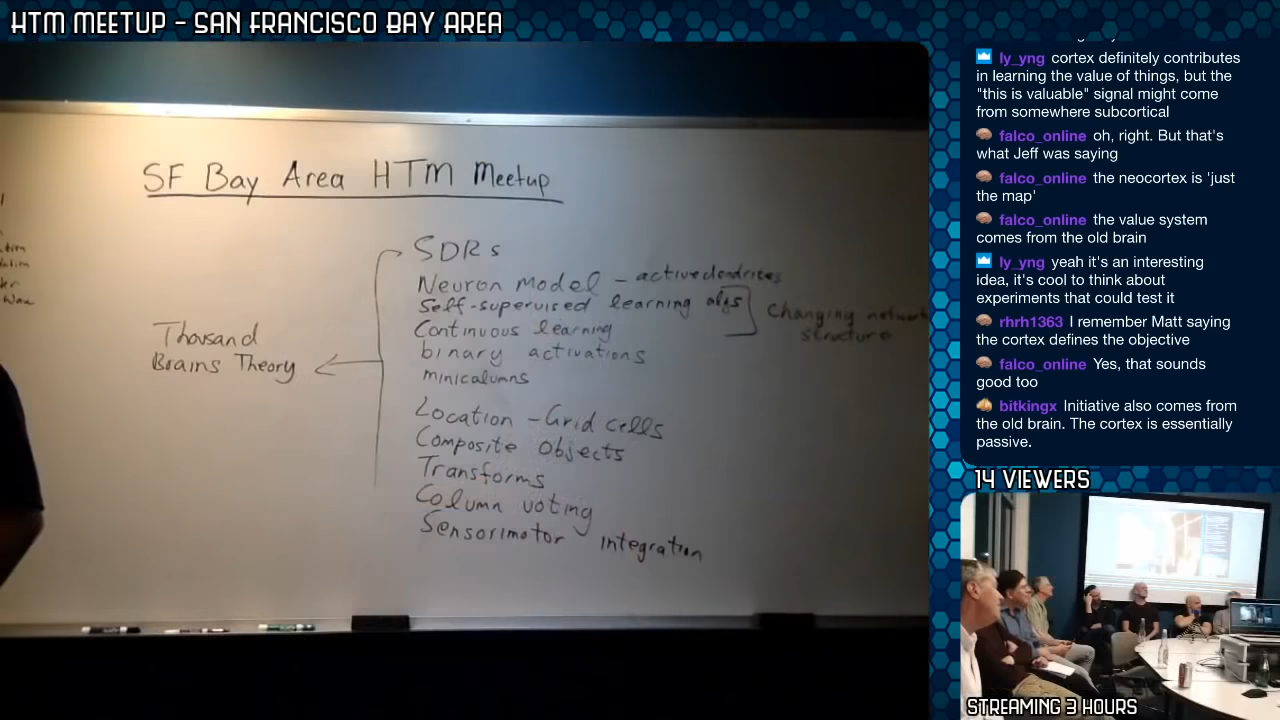 HTM MEETUP - SAN FRANCISCO BAY AREA
SF Bay Area HTM Meetup
SDRs
Neuron model - active dendrites
Self-supervised learning algs
Changing network
structure
Continuous learning
binary activations
minicalumns
Thousand
Brains Theory
Location - Grid cells
Composite Objects
Transforms
Column voting
Sensorimotor integration
ly_yng cortex definitely contributes
in learning the value of things, but the
"this is valuable" signal might come
from somewhere subcortical
falco_online oh, right. But that's
what Jeff was saying
falco_online the neocortex is 'just
the map'
falco_online the value system
comes from the old brain
ly_yng yeah it's an interesting
idea, it's cool to think about
experiments that could test it
rhrh1363 I remember Matt saying
the cortex defines the objective
falco_online Yes, that sounds
good too
bitkingx Initiative also comes from
the old brain. The cortex is essentially
passive.
14 VIEWERS
STREAMING 3 HOURS